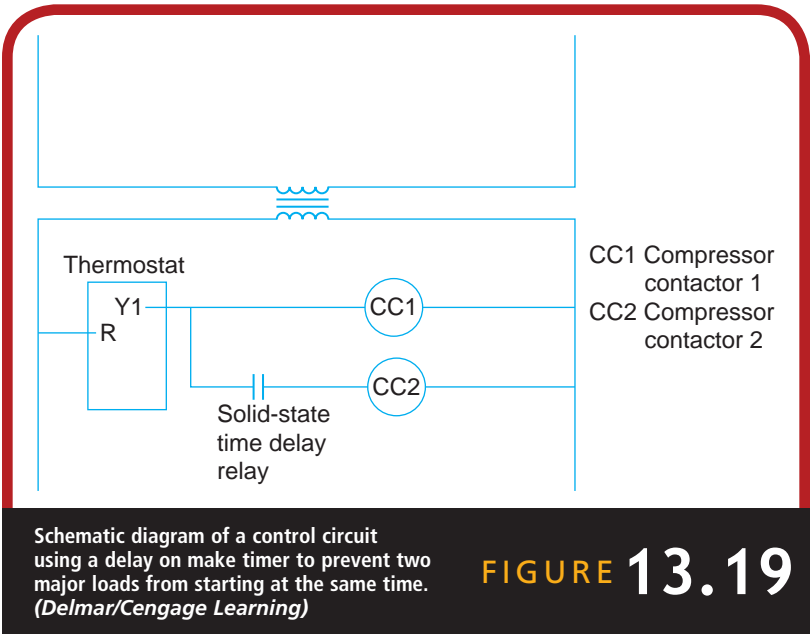 Thermostat
Y1
R
CC1
CC2
Solid-state
time delay
relay
CC1 Compressor
contactor 1
CC2 Compressor
contactor 2
Schematic diagram of a control circuit
using a delay on make timer to prevent two
major loads from starting at the same time.
(Delmar/Cengage Learning)
FIGURE 13.19